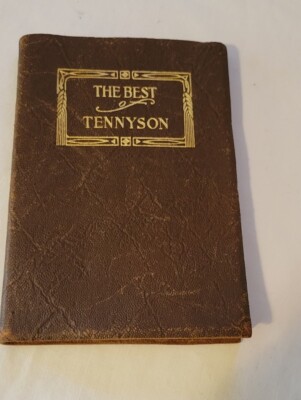 THE BEST
of
TENNYSON